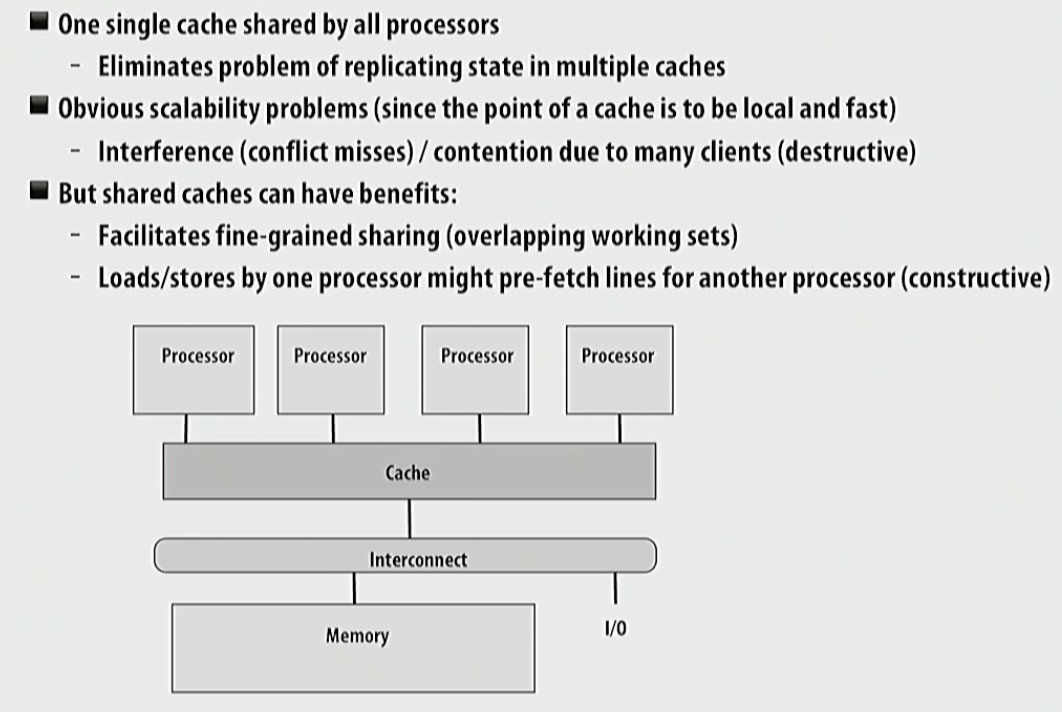 One single cache shared by all processors
- Eliminates problem of replicating state in multiple caches
Obvious scalability problems (since the point of a cache is to be local and fast)
- Interference (conflict misses) / contention due to many clients (destructive)
But shared caches can have benefits:
- Facilitates fine-grained sharing (overlapping working sets)
- Loads/stores by one processor might pre-fetch lines for another processor (constructive)
Processor Processor Processor Processor
Cache
Interconnect
Memory
I/O